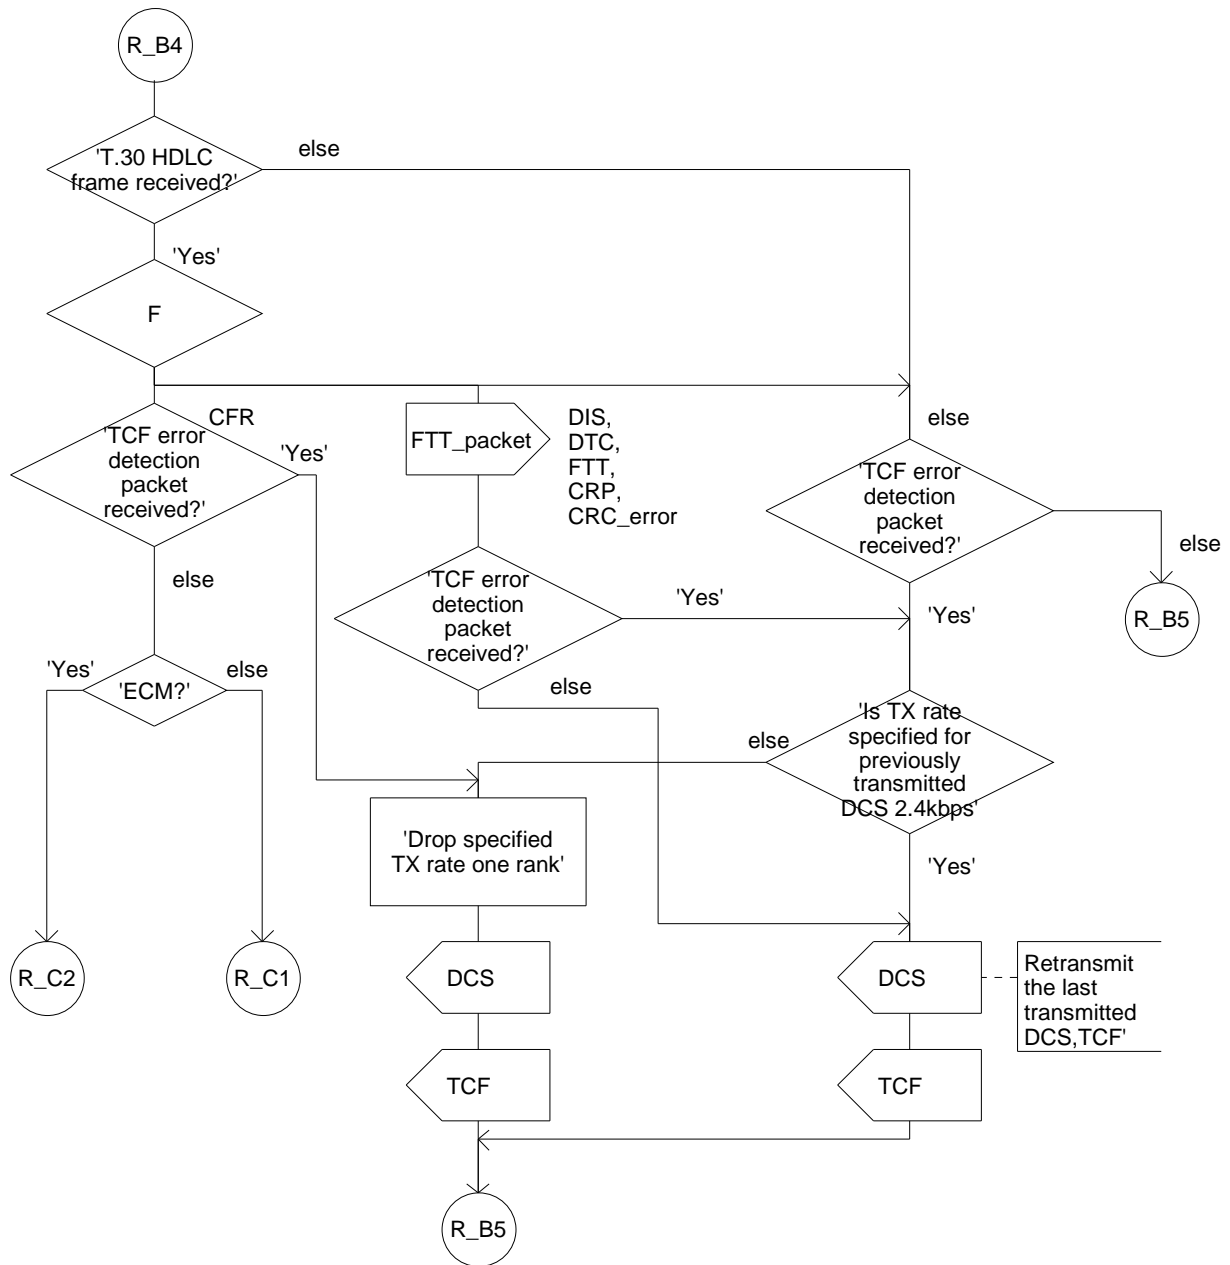 R_B4
'T.30 HDLC
frame received?'
else
'Yes'
F
CFR
'TCF error
detection
packet
received?'
'Yes'
FTT_packet
DIS,
DTC,
FTT,
CRP,
CRC_error
else
'TCF error
detection
packet
received?'
else
R_B5
else
'TCF error
detection
packet
received?'
'Yes'
'Yes'
'Yes'
'ECM?'
else
else
'Is TX rate
specified for
previously
transmitted
DCS 2.4kbps'
else
'Drop specified
TX rate one rank'
'Yes'
R_C2
R_C1
DCS
DCS
Retransmit
the last
transmitted
DCS,TCF'
TCF
TCF
R_B5